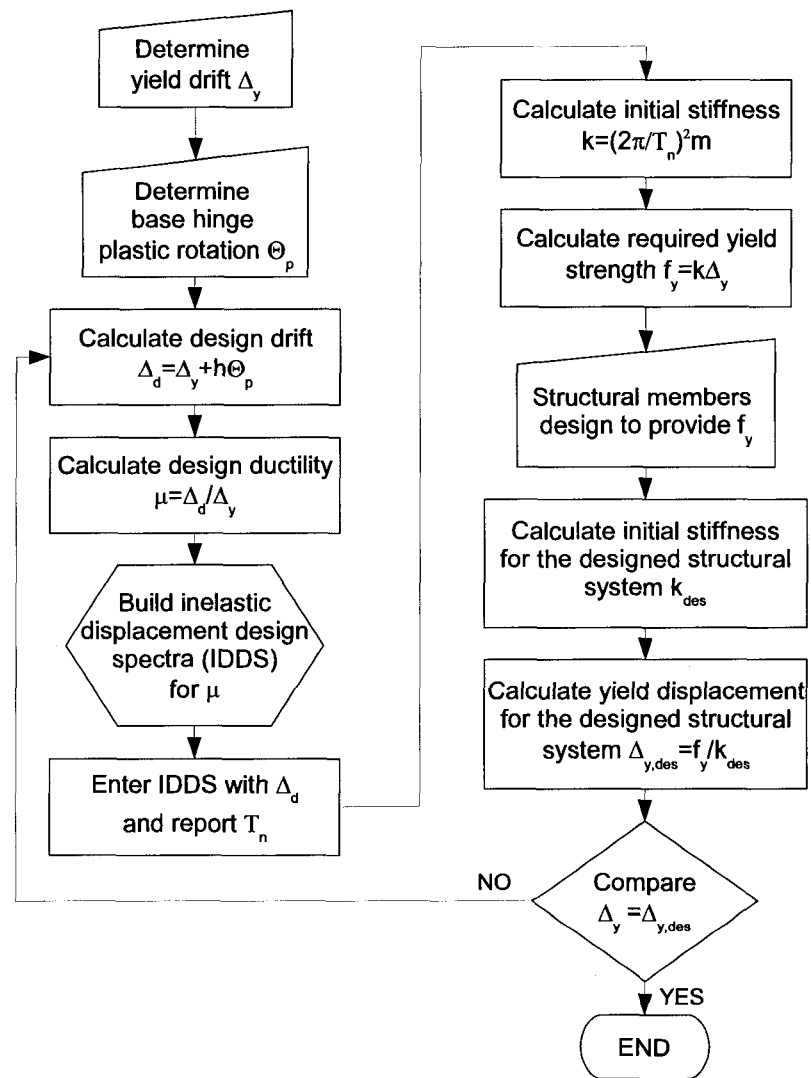 Determine
yield drift Δy
Determine
base hinge
plastic rotation Θp
Calculate design drift
Δd=Δy+hΘp
Calculate design ductility
μ=Δd/Δy
Build inelastic
displacement design
spectra (IDDS)
for μ
Enter IDDS with Δd
and report Tn
Calculate initial stiffness
k=(2π/Tn)²m
Calculate required yield
strength fy=kΔy
Structural members
design to provide fy
Calculate initial stiffness
for the designed structural
system kdes
Calculate yield displacement
for the designed structural
system Δy,des=fy/kdes
Compare
Δy=Δy,des
NO
YES
END